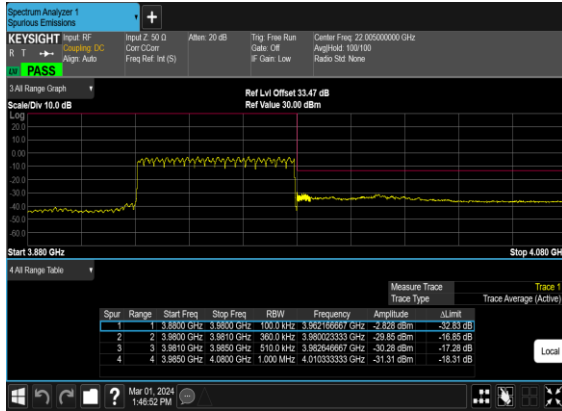 Spectrum Analyzer 1
Spurious Emissions
+
KEYSIGHT Input: RF Input Z: 50 Ω Atten: 20 dB Trig: Free Run Center Freq: 22.005000000 GHz
R T Coupling: DC Corr CCorr Gate: Off Avg|Hold: 100/100
Align: Auto Freq Ref: Int (S) IF Gain: Low Radio Std: None
PASS
3 All Range Graph
Ref Lvl Offset 33.47 dB
Scale/Div 10.0 dB Ref Value 30.00 dBm
Log
20.0
10.0
0.00
-10.0
-20.0
-30.0
-40.0
-50.0
-60.0
Start 3.880 GHz Stop 4.080 GH
4 All Range Table
Measure Trace Trace 1
Trace Type Trace Average (Active)
Spur Range Start Freq Stop Freq RBW Frequency Amplitude ΔLimit
1 1 3.8800 GHz 3.9800 GHz 100.0 kHz 3.962166667 GHz -2.828 dBm -32.83 dB
2 2 3.9800 GHz 3.9810 GHz 360.0 kHz 3.980023333 GHz -29.85 dBm -16.85 dB
3 3 3.9810 GHz 3.9850 GHz 510.0 kHz 3.982646667 GHz -30.28 dBm -17.28 dB
4 4 3.9850 GHz 4.0800 GHz 1.000 MHz 4.010333333 GHz -31.31 dBm -18.31 dB
Local
? Mar 01, 2024
1:46:52 PM